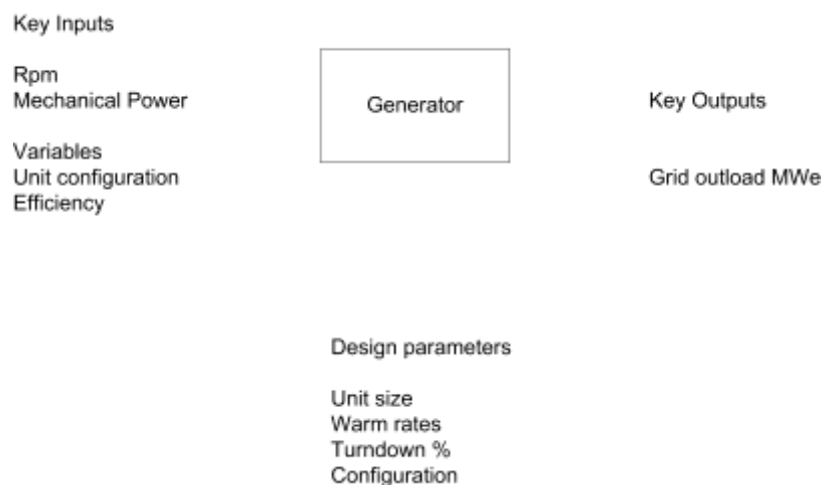 Key Inputs
Rpm
Mechanical Power
Variables
Unit configuration
Efficiency
Generator
Key Outputs
Grid outload MWe
Design parameters
Unit size
Warm rates
Turndown %
Configuration